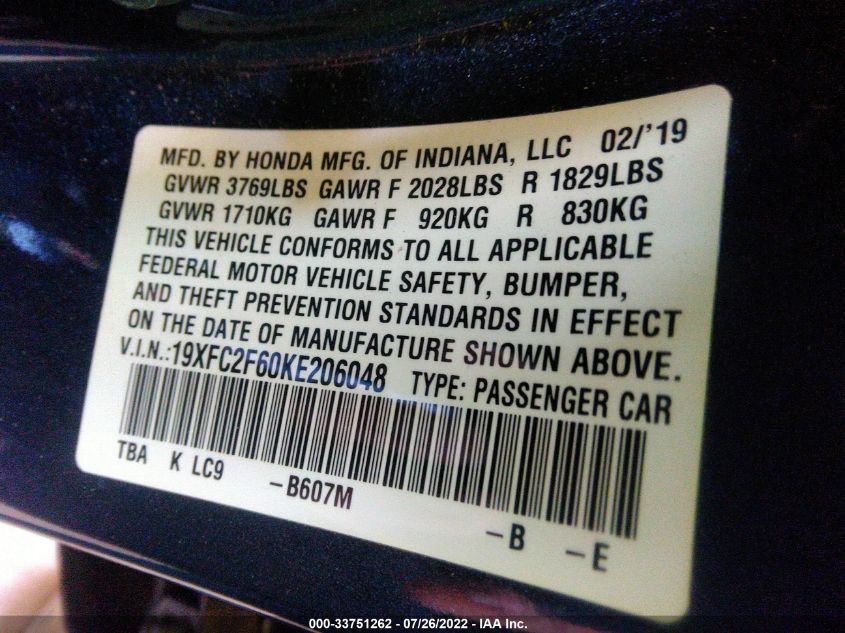 MFD. BY HONDA MFG. OF INDIANA, LLC 02/'19
GVWR 3769LBS GAWR F 2028LBS R 1829LBS
GVWR 1710KG GAWR F 920KG R 830KG
THIS VEHICLE CONFORMS TO ALL APPLICABLE
FEDERAL MOTOR VEHICLE SAFETY, BUMPER,
AND THEFT PREVENTION STANDARDS IN EFFECT
ON THE DATE OF MANUFACTURE SHOWN ABOVE.
V.I.N.:19XFC2F60KE206048 TYPE: PASSENGER CAR
TBA K LC9 -B607M -B -E
000-33751262 - 07/26/2022 - IAA Inc.